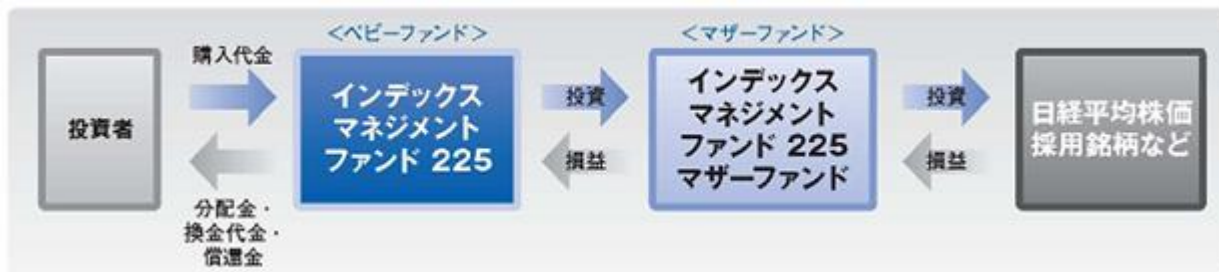 <ベビーファンド>
<マザーファンド>
投資者
購入代金
分配金・
換金代金・
償還金
インデックス
マネジメント
ファンド 225
投資
損益
インデックス
マネジメント
ファンド 225
マザーファンド
投資
損益
日経平均株価
採用銘柄など